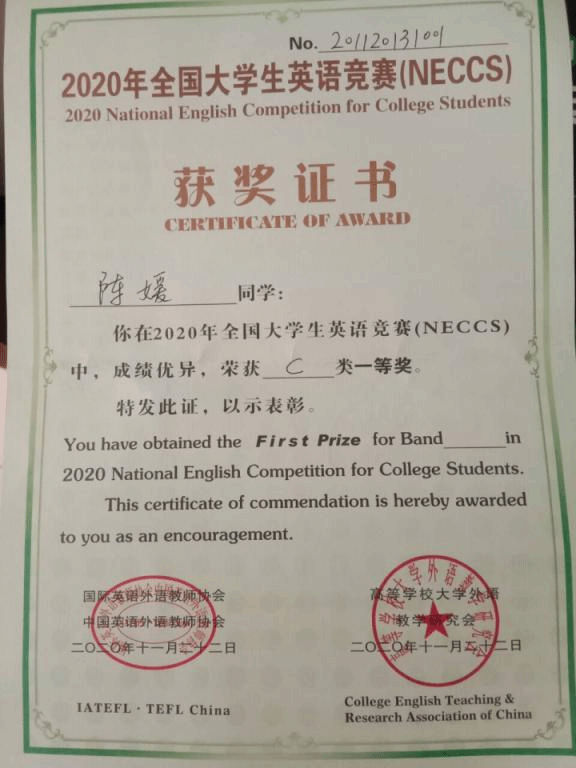 No. 201120131001
2020年全国大学生英语竞赛(NECCS)
2020 National English Competition for College Students
获奖证书
CERTIFICATE OF AWARD
陈媛 同学:
你在2020年全国大学生英语竞赛(NECCS)
中,成绩优异,荣获 C 类一等奖。
特发此证,以示表彰。
You have obtained the First Prize for Band______in
2020 National English Competition for College Students.
This certificate of commendation is hereby awarded
to you as an encouragement.
国际英语外语教师协会
中国英语外语教师协会
二〇二〇年十一月二十二日
IATEFL · TEFL China
高等学校大学外语
教学研究会
二〇二〇年十一月二十二日
College English Teaching &
Research Association of China